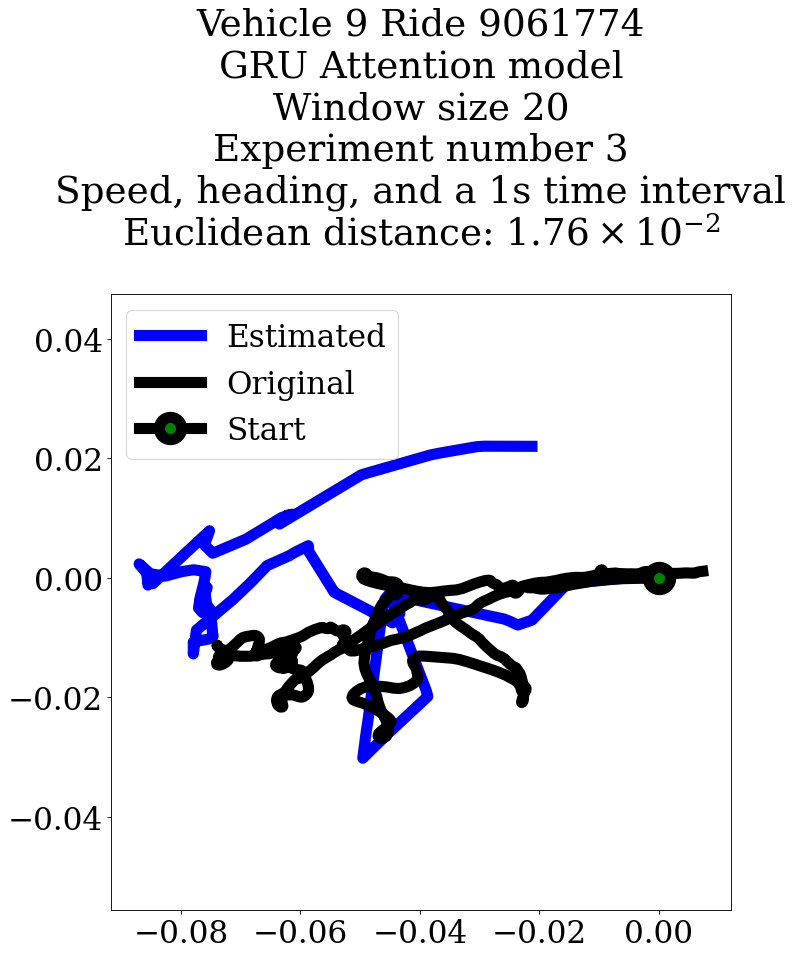 Vehicle 9 Ride 9061774
GRU Attention model
Window size 20
Experiment number 3
Speed, heading, and a 1s time interval
Euclidean distance: 1.76 × 10⁻²
Estimated
Original
Start
0.04
0.02
0.00
−0.02
−0.04
−0.08 −0.06 −0.04 −0.02 0.00